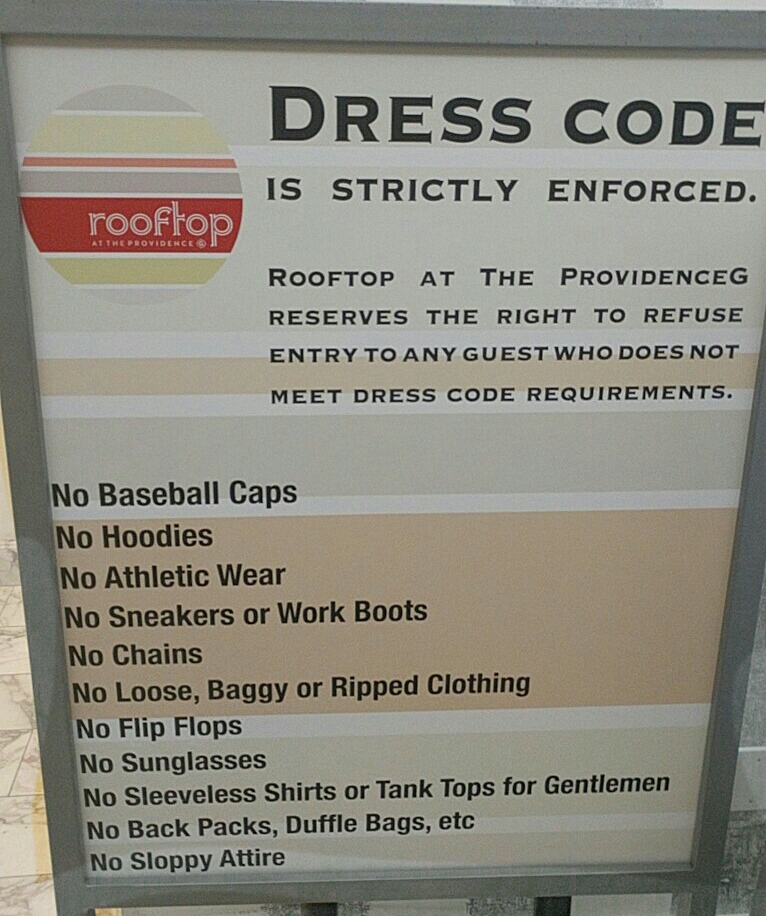 DRESS CODE
IS STRICTLY ENFORCED.
rooftop
AT THE PROVIDENCE G
ROOFTOP AT THE PROVIDENCEG
RESERVES THE RIGHT TO REFUSE
ENTRY TO ANY GUEST WHO DOES NOT
MEET DRESS CODE REQUIREMENTS.
No Baseball Caps
No Hoodies
No Athletic Wear
No Sneakers or Work Boots
No Chains
No Loose, Baggy or Ripped Clothing
No Flip Flops
No Sunglasses
No Sleeveless Shirts or Tank Tops for Gentlemen
No Back Packs, Duffle Bags, etc
No Sloppy Attire